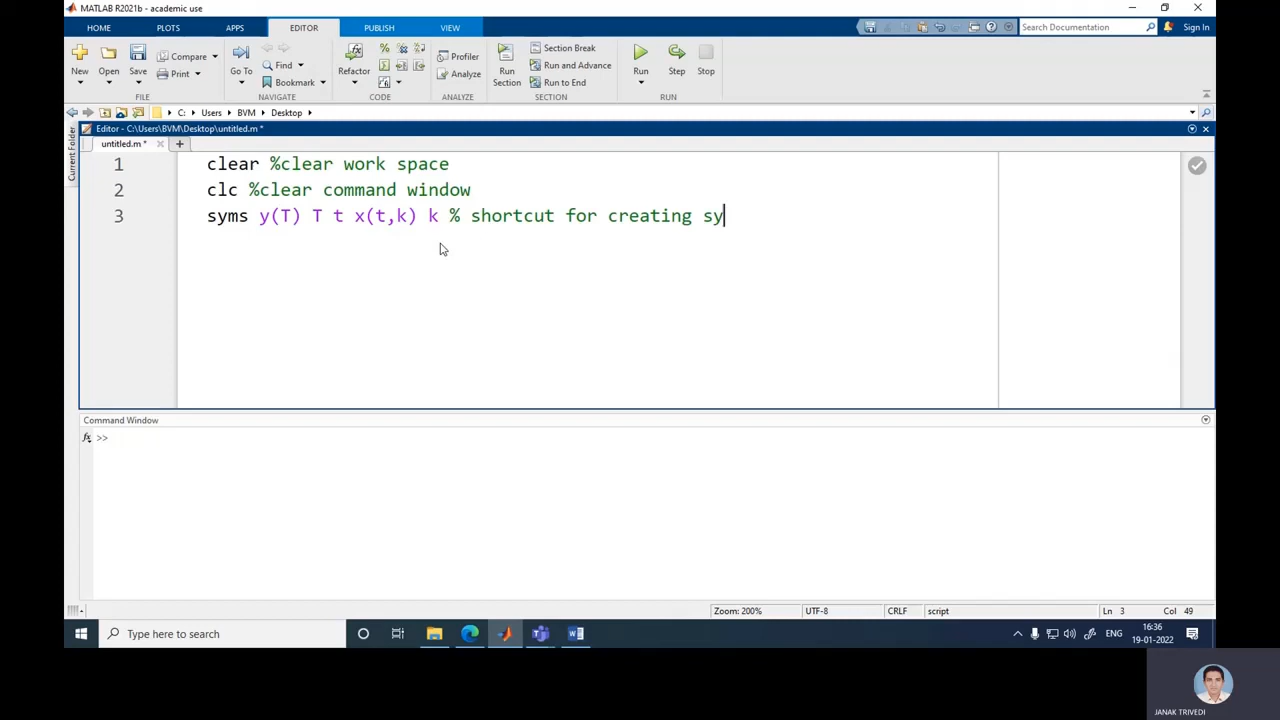 MATLAB R2021b - academic use
HOME PLOTS APPS EDITOR PUBLISH VIEW Search Documentation Sign In
New Open Save Compare Print Go To Find Bookmark Refactor Profiler Analyze Run Section Section Break Run and Advance Run to End Run Step Stop
FILE NAVIGATE CODE ANALYZE SECTION RUN
C: Users BVM Desktop
Current Folder
Editor - C:\Users\BVM\Desktop\untitled.m *
untitled.m *
1 clear %clear work space
2 clc %clear command window
3 syms y(T) T t x(t,k) k % shortcut for creating sy
Command Window
fx >>
Zoom: 200% UTF-8 CRLF script Ln 3 Col 49
Type here to search ENG 16:36
19-01-2022
JANAK TRIVEDI